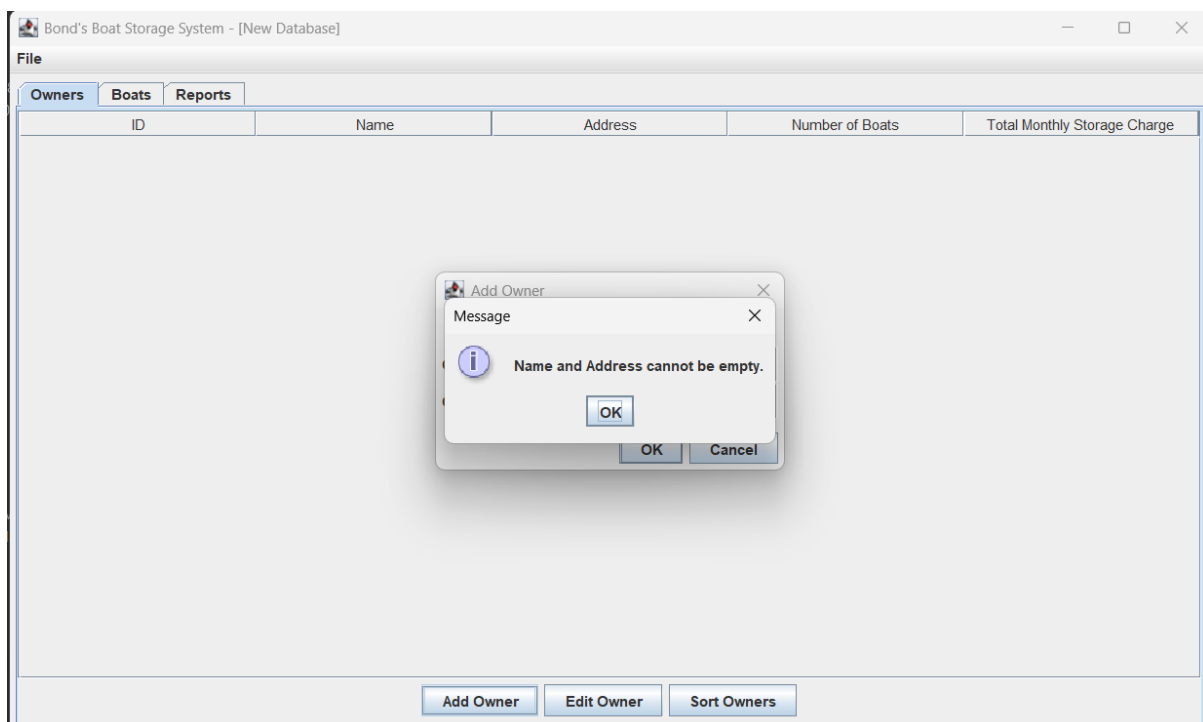 Bond's Boat Storage System - [New Database]
File
Owners Boats Reports
ID Name Address Number of Boats Total Monthly Storage Charge
Add Owner
Message
Name and Address cannot be empty.
OK
OK Cancel
Add Owner Edit Owner Sort Owners